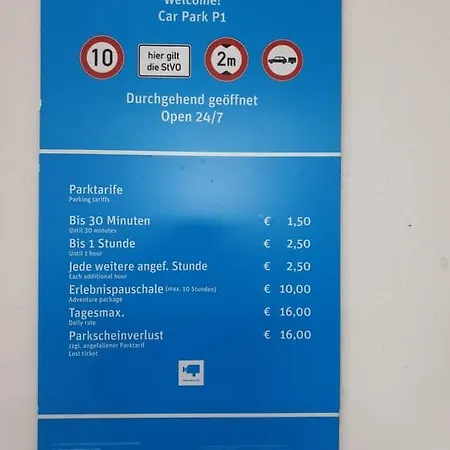 Welcome!
Car Park P1
10
hier gilt
die StVO
2m
Durchgehend geöffnet
Open 24/7
Parktarife
Parking tariffs
Bis 30 Minuten € 1,50
Until 30 minutes
Bis 1 Stunde € 2,50
Until 1 hour
Jede weitere angef. Stunde € 2,50
Each additional hour
Erlebnispauschale (max. 10 Stunden) € 10,00
Adventure package
Tagesmax. € 16,00
Daily rate
Parkscheinverlust € 16,00
zzgl. angefallener Parktarif
Lost ticket